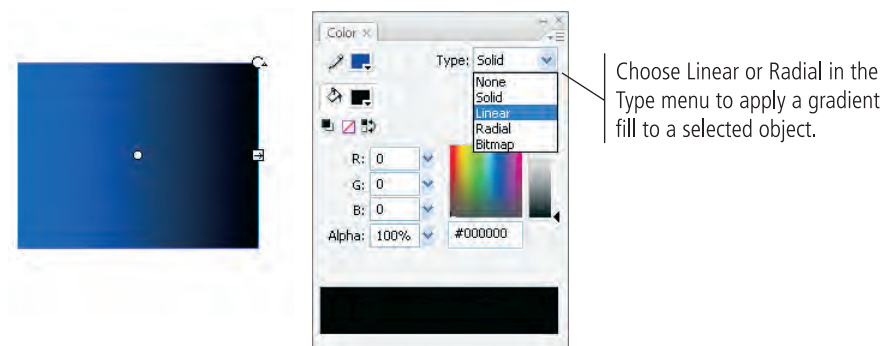 Color ×
Type: Solid
None
Solid
Linear
Radial
Bitmap
R: 0
G: 0
B: 0
Alpha: 100%
#000000
Choose Linear or Radial in the
Type menu to apply a gradient
fill to a selected object.